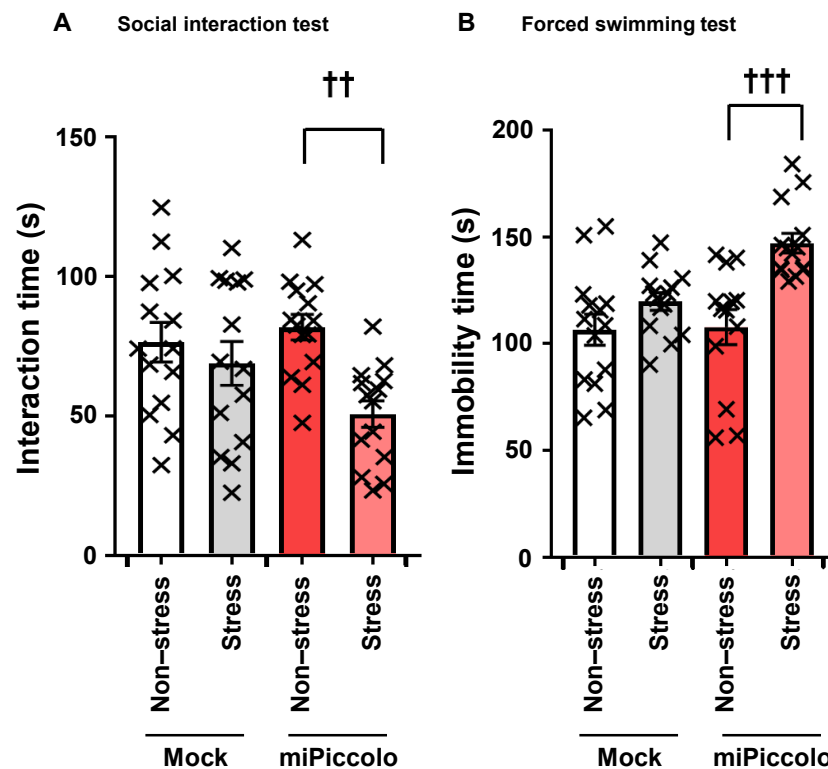 A Social interaction test
††
Interaction time (s)
150
100
50
0
Non–stress
Stress
Non–stress
Stress
Mock
miPiccolo
B Forced swimming test
†††
Immobility time (s)
200
150
100
50
0
Non–stress
Stress
Non–stress
Stress
Mock
miPiccolo